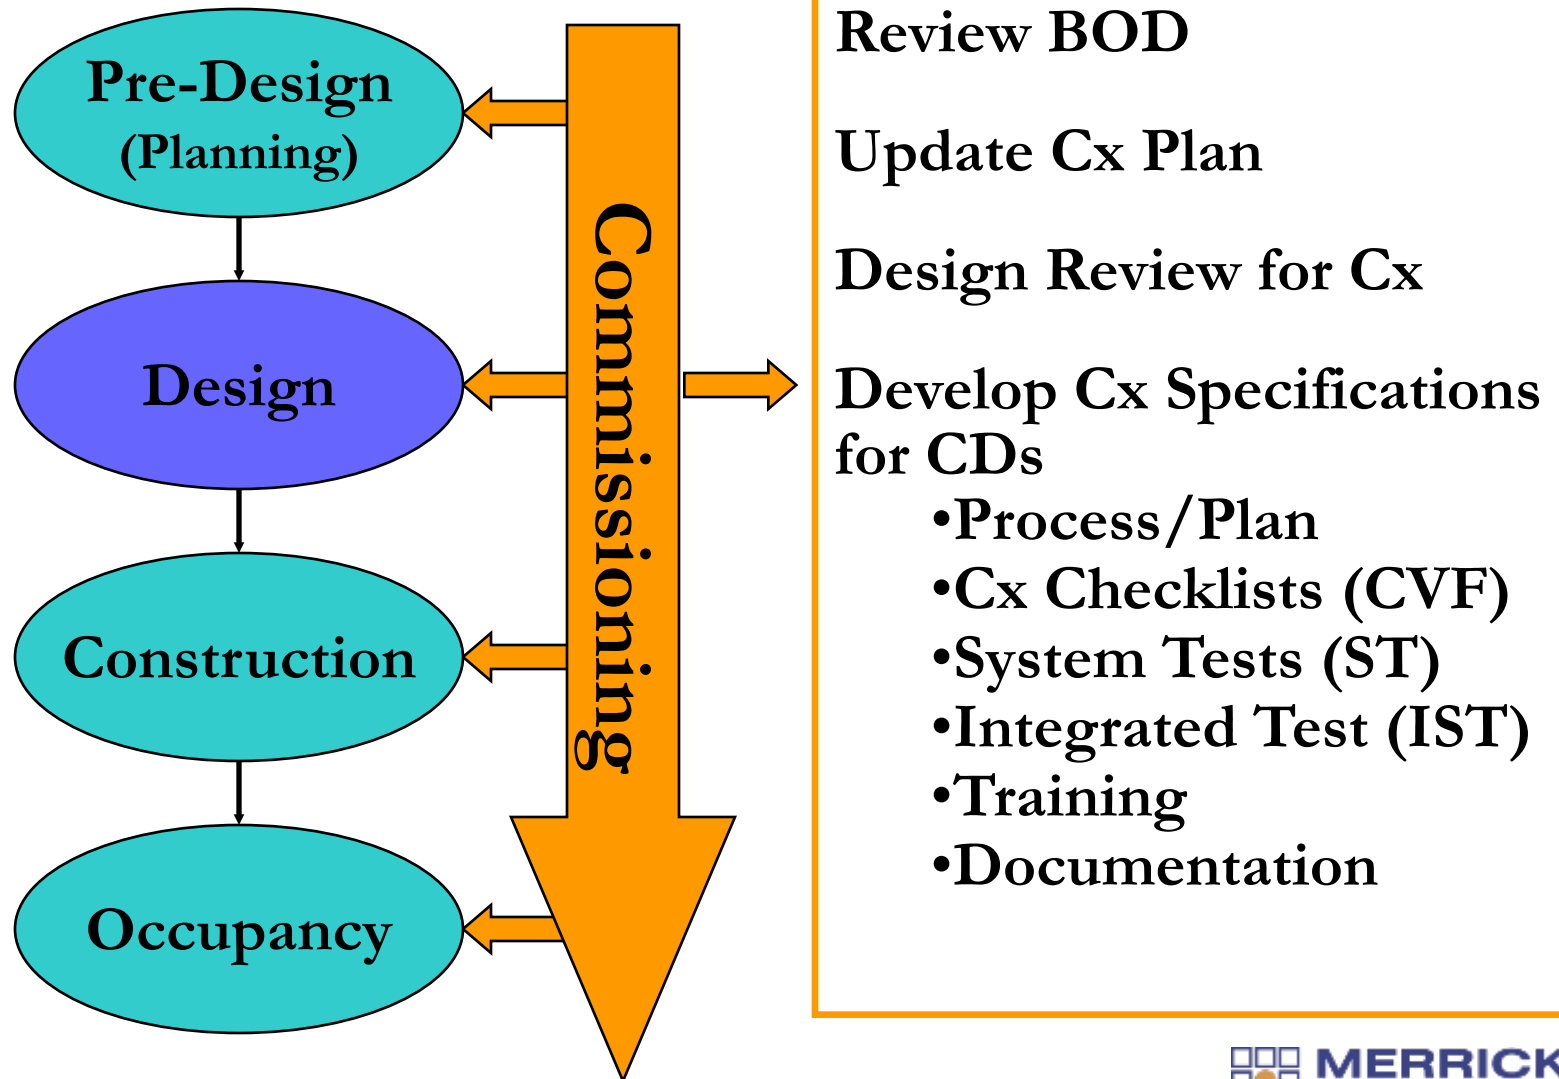 Pre-Design
(Planning)
Design
Construction
Occupancy
Commissioning
Review BOD
Update Cx Plan
Design Review for Cx
Develop Cx Specifications
for CDs
•Process/Plan
•Cx Checklists (CVF)
•System Tests (ST)
•Integrated Test (IST)
•Training
•Documentation
MERRICK